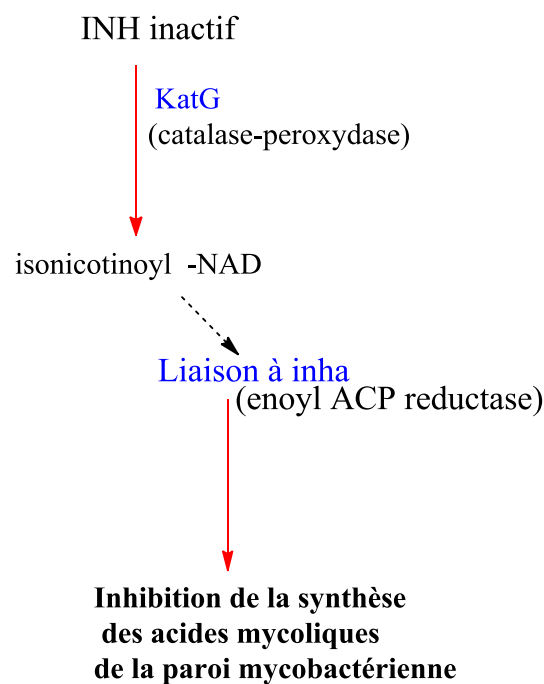 INH inactif
KatG
(catalase-peroxydase)
isonicotinoyl -NAD
Liaison à inha
(enoyl ACP reductase)
Inhibition de la synthèse
des acides mycoliques
de la paroi mycobactérienne